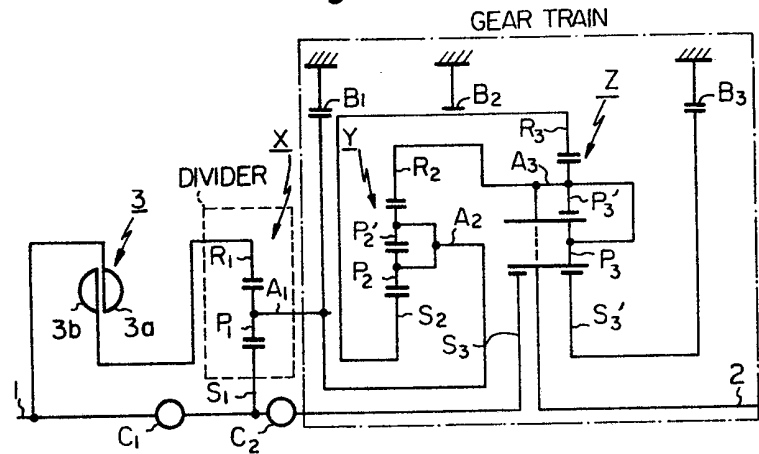 GEAR TRAIN
B1
B2
B3
Z
X
Y
R3
DIVIDER
R2
A3
3
P3'
P2'
A2
R1
P3
P2
A1
3b
3a
P1
S2
S3
S3'
S1
1
2
C1
C2